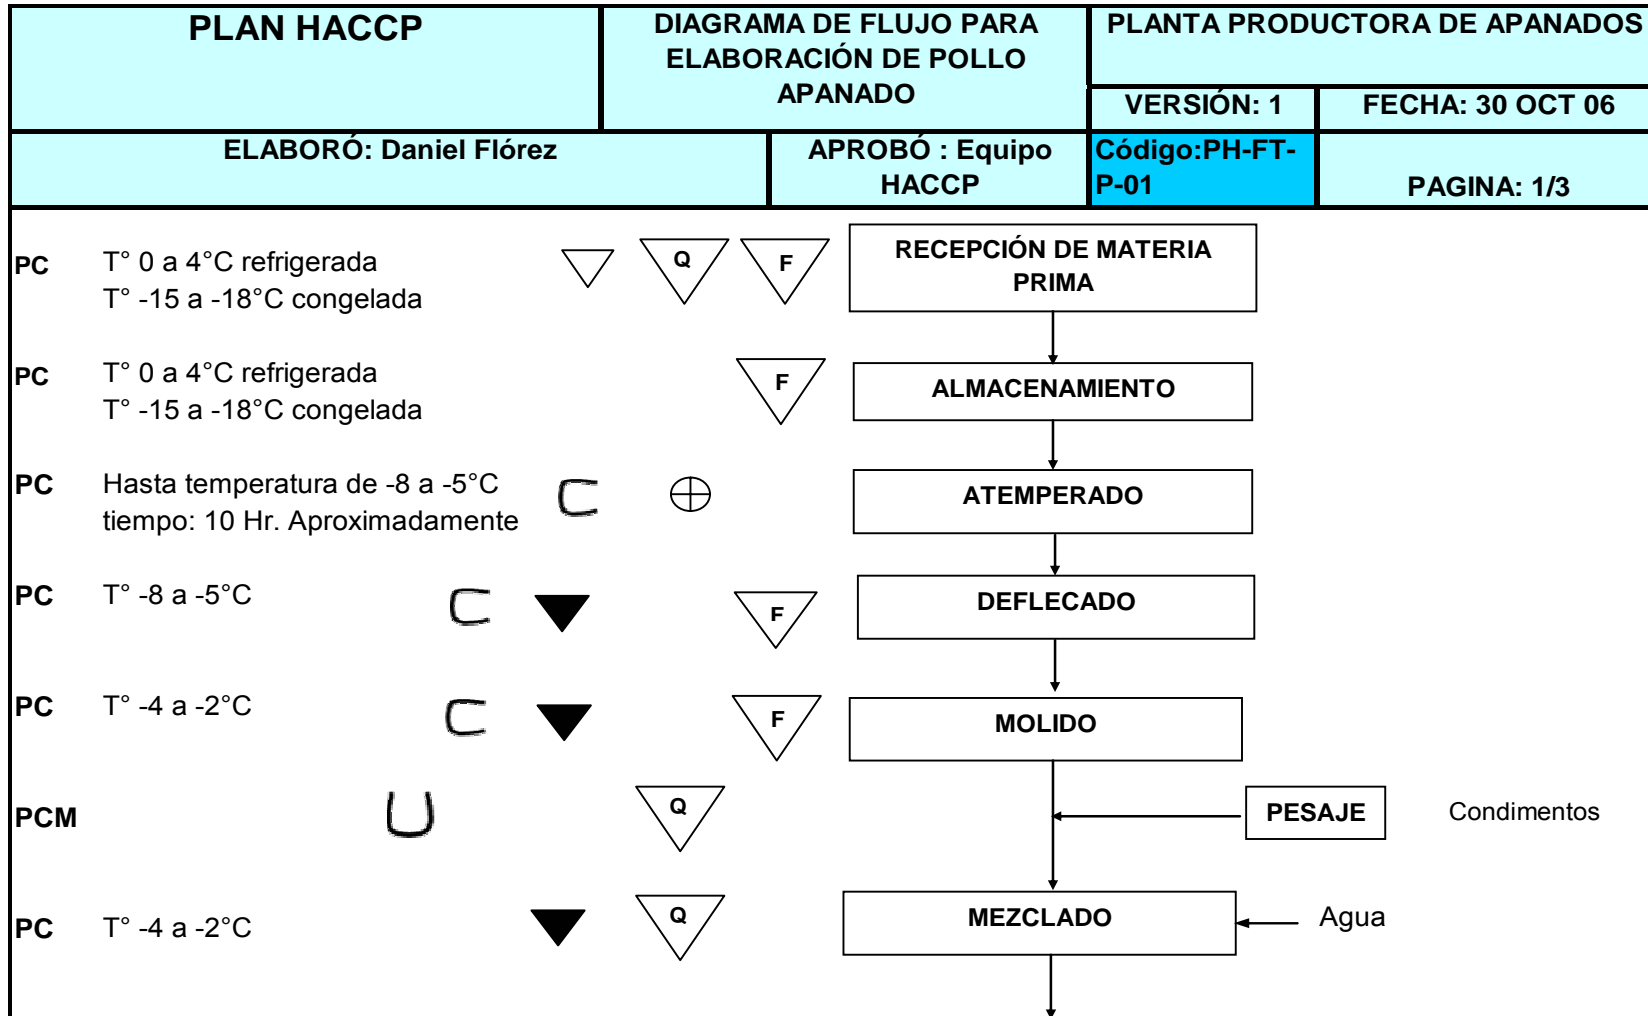 PLAN HACCP
DIAGRAMA DE FLUJO PARA
ELABORACIÓN DE POLLO
APANADO
PLANTA PRODUCTORA DE APANADOS
VERSIÓN: 1
FECHA: 30 OCT 06
ELABORÓ: Daniel Flórez
APROBÓ : Equipo
HACCP
Código:PH-FT-
P-01
PAGINA: 1/3
PC
T° 0 a 4°C refrigerada
T° -15 a -18°C congelada
Q
F
RECEPCIÓN DE MATERIA
PRIMA
PC
T° 0 a 4°C refrigerada
T° -15 a -18°C congelada
F
ALMACENAMIENTO
PC
Hasta temperatura de -8 a -5°C
tiempo: 10 Hr. Aproximadamente
ATEMPERADO
PC
T° -8 a -5°C
F
DEFLECADO
PC
T° -4 a -2°C
F
MOLIDO
PCM
Q
PESAJE
Condimentos
PC
T° -4 a -2°C
Q
MEZCLADO
Agua